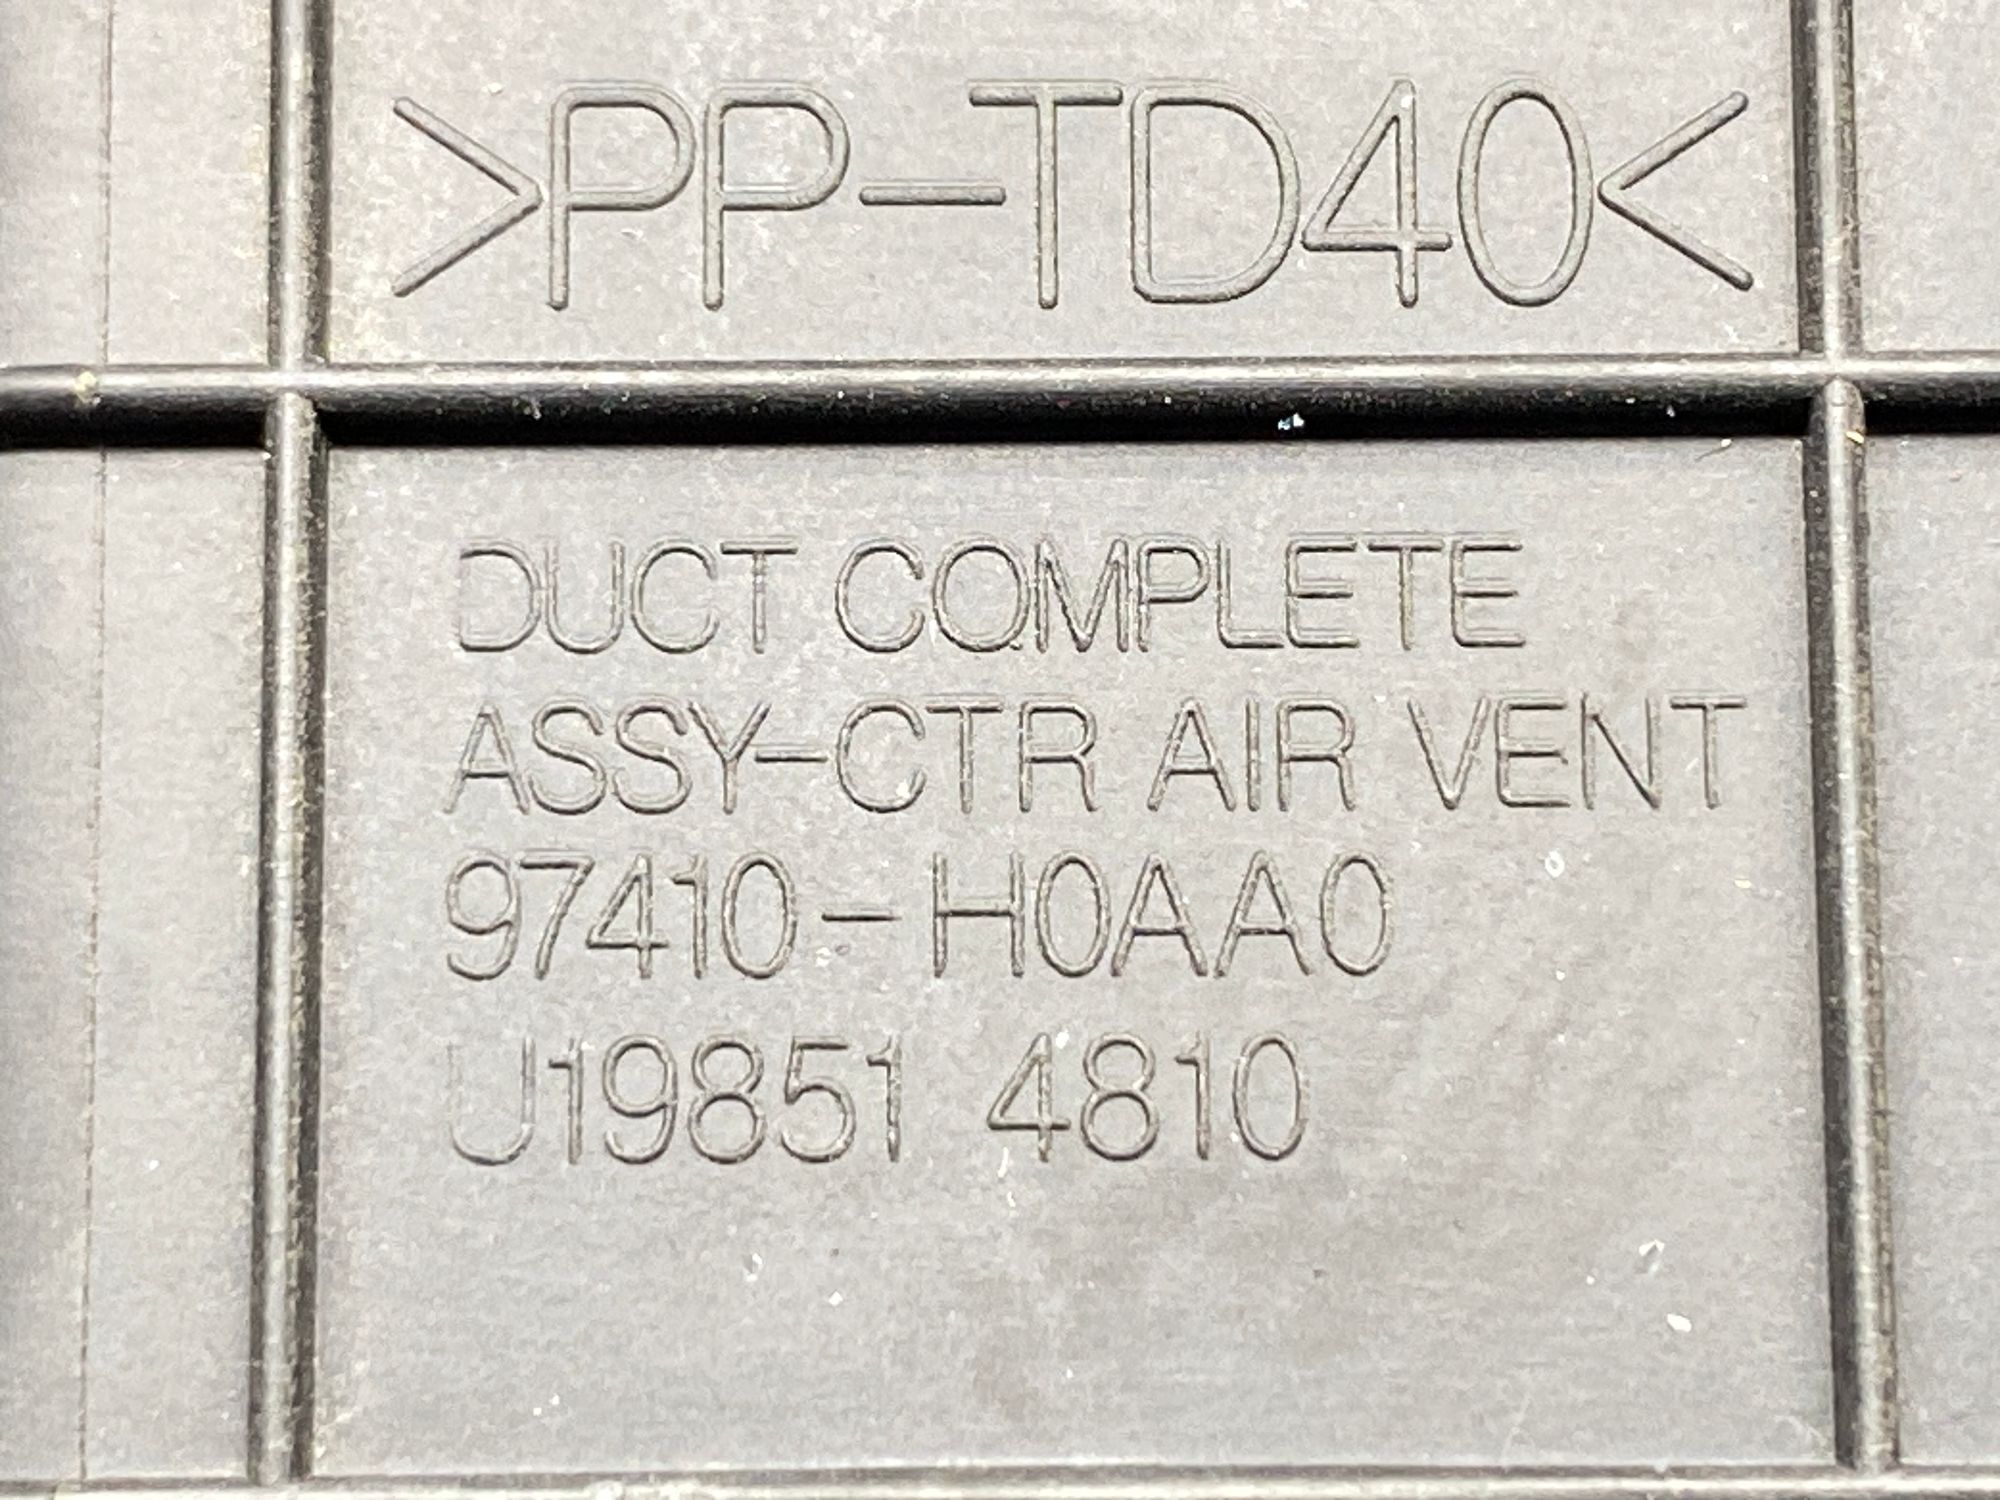 >PP-TD40<
DUCT COMPLETE
ASSY-CTR AIR VENT
97410-H0AA0
U19851 4810